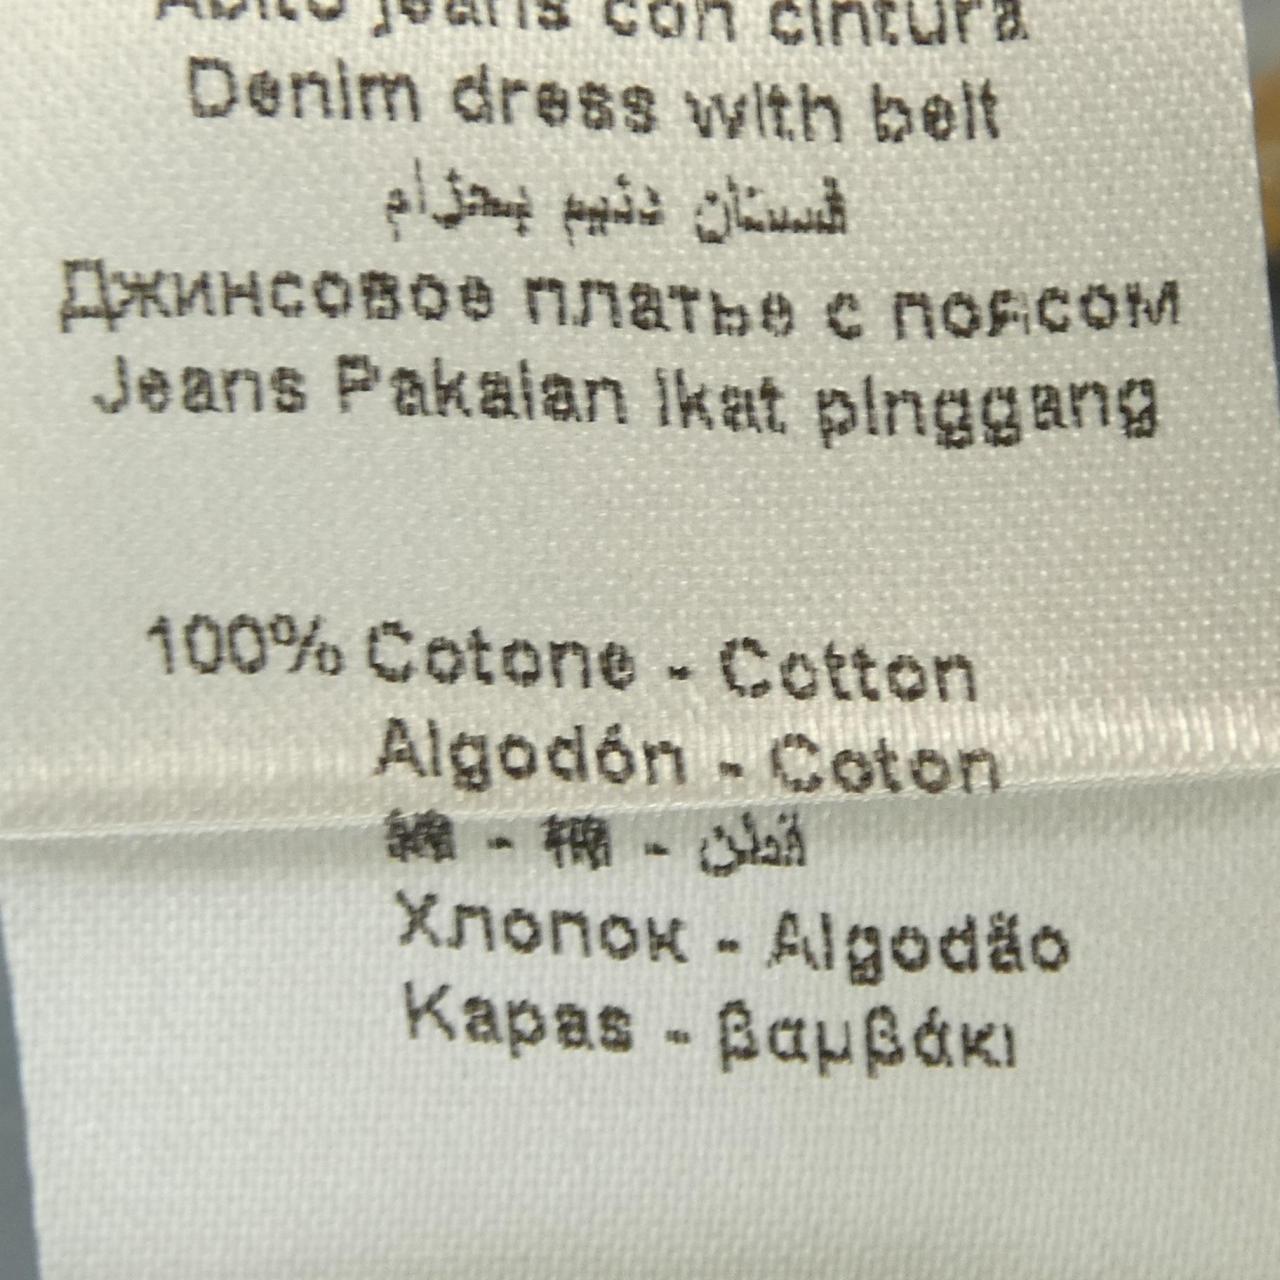 Abito jeans con cintura
Denim dress with belt
فستان دنيم بحزام
Джинсовое платье с поясом
Jeans Pakaian ikat pinggang
100% Cotone - Cotton
Algodón - Coton
綿 - 棉 - قطن
Хлопок - Algodão
Kapas - βαμβάκι